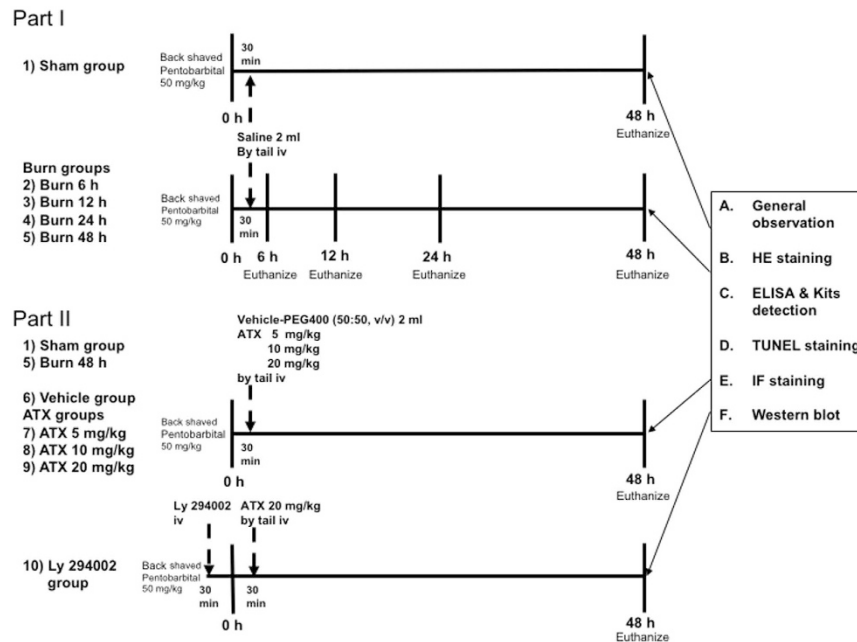 Part I
1) Sham group
Back shaved
Pentobarbital
50 mg/kg
30
min
0 h
48 h
Euthanize
Saline 2 ml
By tail iv
Burn groups
2) Burn 6 h
3) Burn 12 h
4) Burn 24 h
5) Burn 48 h
Back shaved
Pentobarbital
50 mg/kg
30
min
0 h
6 h
Euthanize
12 h
Euthanize
24 h
Euthanize
48 h
Euthanize
Part II
1) Sham group
5) Burn 48 h
6) Vehicle group
ATX groups
7) ATX 5 mg/kg
8) ATX 10 mg/kg
9) ATX 20 mg/kg
Vehicle-PEG400 (50:50, v/v) 2 ml
ATX 5 mg/kg
10 mg/kg
20 mg/kg
by tail iv
Back shaved
Pentobarbital
50 mg/kg
30
min
0 h
48 h
Euthanize
10) Ly 294002
group
Ly 294002
iv
ATX 20 mg/kg
by tail iv
Back shaved
Pentobarbital
50 mg/kg
30
min
30
min
0 h
48 h
Euthanize
A. General
observation
B. HE staining
C. ELISA & Kits
detection
D. TUNEL staining
E. IF staining
F. Western blot